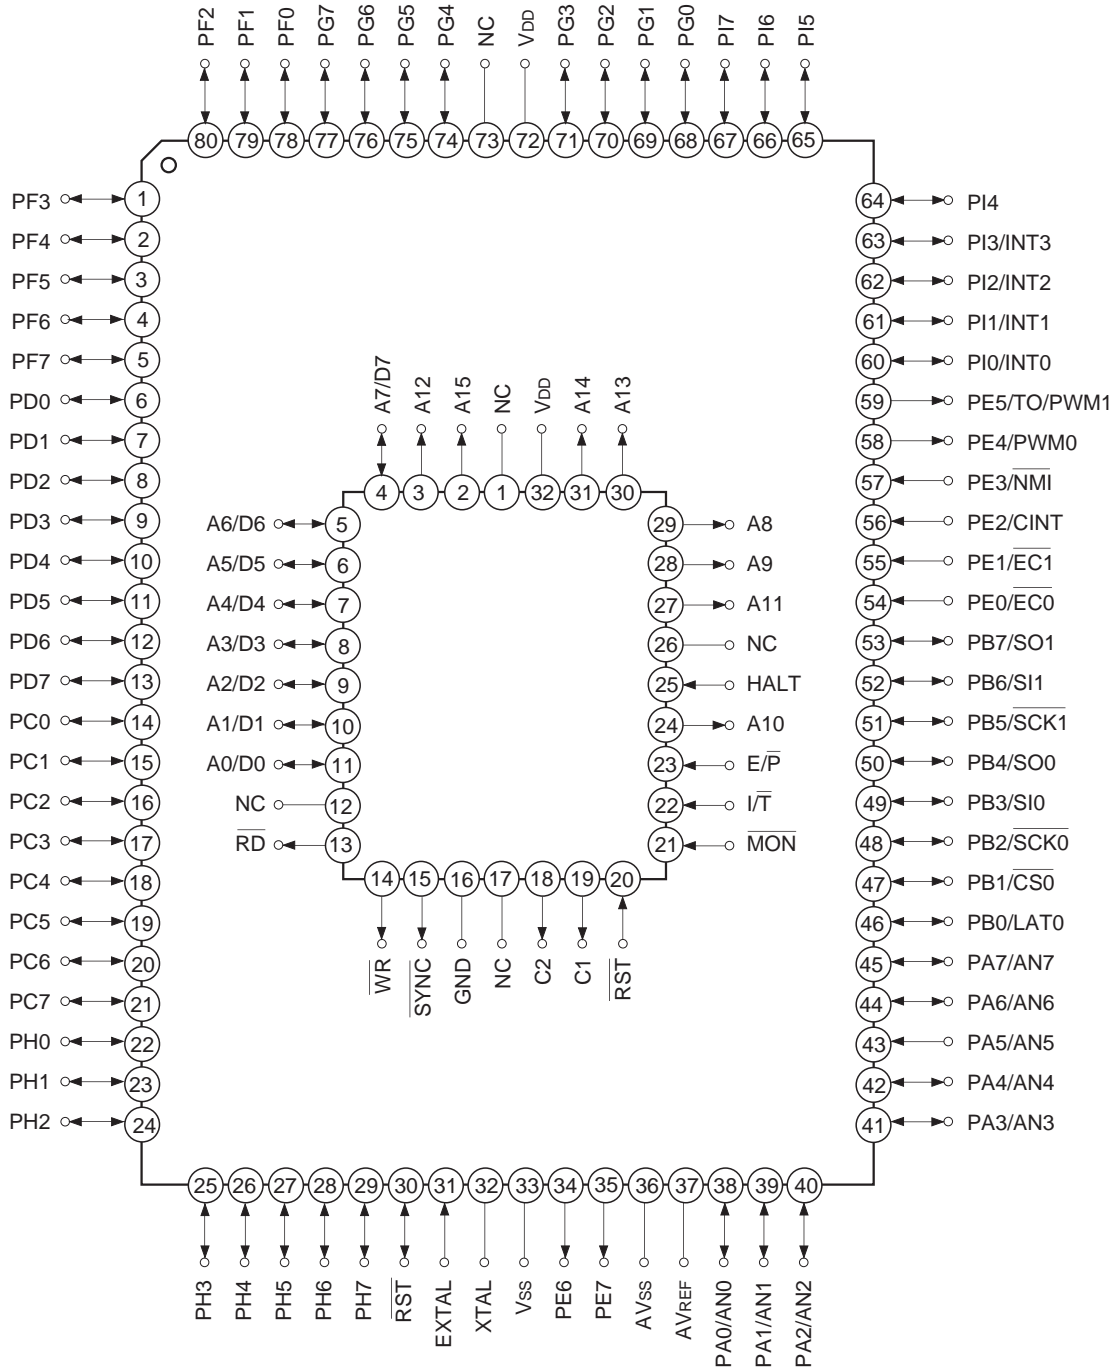 PF2 PF1 PF0 PG7 PG6 PG5 PG4 NC VDD PG3 PG2 PG1 PG0 PI7 PI6 PI5
80 79 78 77 76 75 74 73 72 71 70 69 68 67 66 65
PF3 1
PF4 2
PF5 3
PF6 4
PF7 5
PD0 6
PD1 7
PD2 8
PD3 9
PD4 10
PD5 11
PD6 12
PD7 13
PC0 14
PC1 15
PC2 16
PC3 17
PC4 18
PC5 19
PC6 20
PC7 21
PH0 22
PH1 23
PH2 24
A7/D7 A12 A15 NC VDD A14 A13
4 3 2 1 32 31 30
A6/D6 5
A5/D5 6
A4/D4 7
A3/D3 8
A2/D2 9
A1/D1 10
A0/D0 11
NC 12
R̅D̅ 13
29 A8
28 A9
27 A11
26 NC
25 HALT
24 A10
23 E/P̅
22 I/T̅
21 M̅O̅N̅
14 15 16 17 18 19 20
W̅R̅ S̅Y̅N̅C̅ GND NC C2 C1 R̅S̅T̅
64 PI4
63 PI3/INT3
62 PI2/INT2
61 PI1/INT1
60 PI0/INT0
59 PE5/TO/PWM1
58 PE4/PWM0
57 PE3/N̅M̅I̅
56 PE2/CINT
55 PE1/E̅C̅1̅
54 PE0/E̅C̅0̅
53 PB7/SO1
52 PB6/SI1
51 PB5/S̅C̅K̅1̅
50 PB4/SO0
49 PB3/SI0
48 PB2/S̅C̅K̅0̅
47 PB1/C̅S̅0̅
46 PB0/LAT0
45 PA7/AN7
44 PA6/AN6
43 PA5/AN5
42 PA4/AN4
41 PA3/AN3
25 26 27 28 29 30 31 32 33 34 35 36 37 38 39 40
PH3 PH4 PH5 PH6 PH7 R̅S̅T̅ EXTAL XTAL VSS PE6 PE7 AVSS AVREF PA0/AN0 PA1/AN1 PA2/AN2